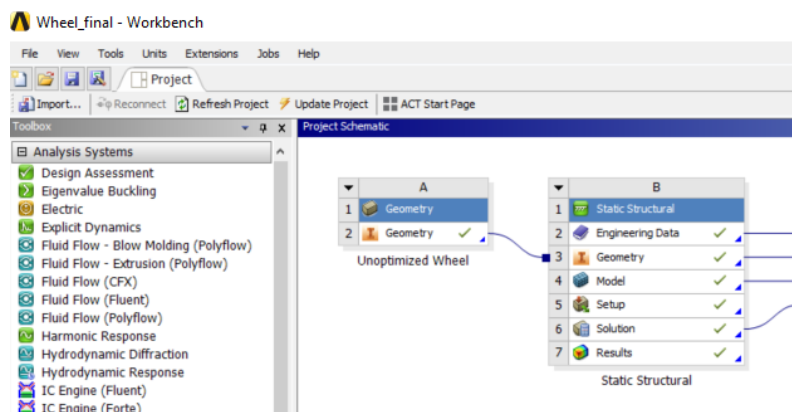 Wheel_final - Workbench
File View Tools Units Extensions Jobs Help
Project
Import... Reconnect Refresh Project Update Project ACT Start Page
Toolbox
Project Schematic
Analysis Systems
Design Assessment
Eigenvalue Buckling
Electric
Explicit Dynamics
Fluid Flow - Blow Molding (Polyflow)
Fluid Flow - Extrusion (Polyflow)
Fluid Flow (CFX)
Fluid Flow (Fluent)
Fluid Flow (Polyflow)
Harmonic Response
Hydrodynamic Diffraction
Hydrodynamic Response
IC Engine (Fluent)
IC Engine (Forte)
A
1 Geometry
2 Geometry
Unoptimized Wheel
B
1 Static Structural
2 Engineering Data
3 Geometry
4 Model
5 Setup
6 Solution
7 Results
Static Structural